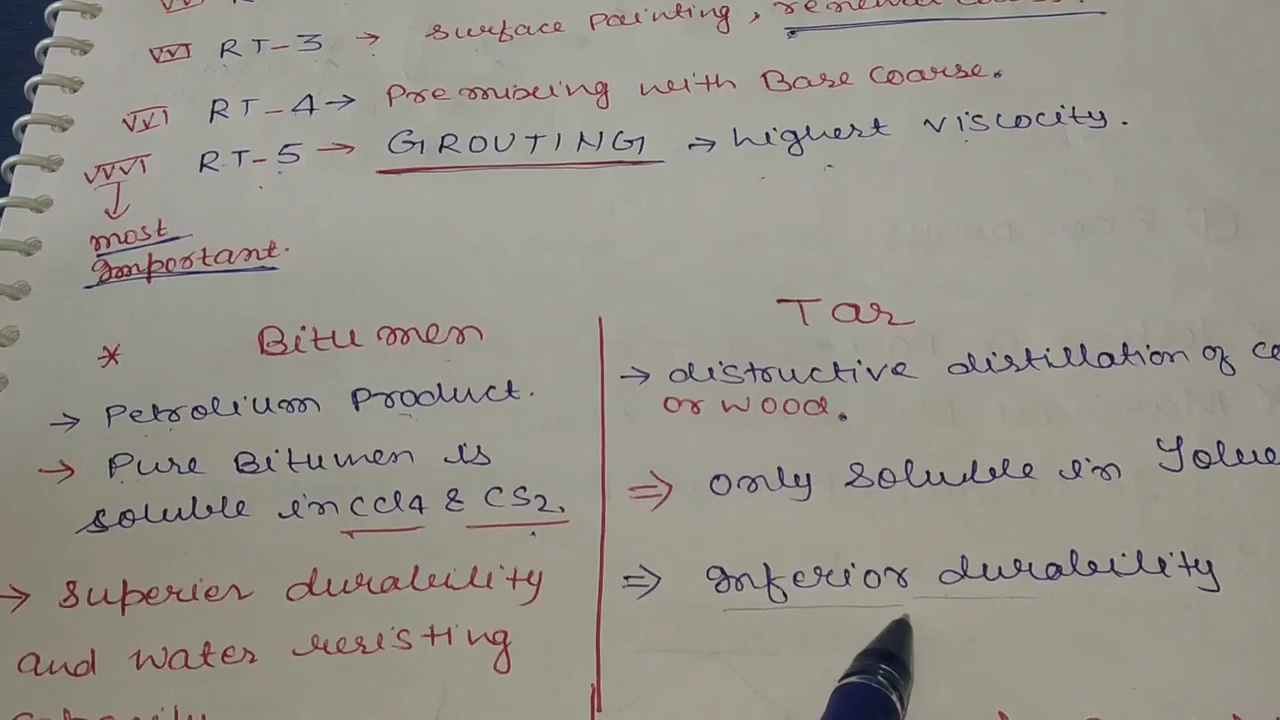 RT-3 → surface painting,
RT-4 → Premixing with Base coarse.
RT-5 → GROUTING → highest viscocity.
most
important.
* Bitumen
→ Petrolium Product.
→ Pure Bitumen is
soluble in CCl4 & CS2.
→ superier durability
and water resisting
Tar
→ distructive distillation of
or wood.
⇒ only soluble in
⇒ Inferior durability